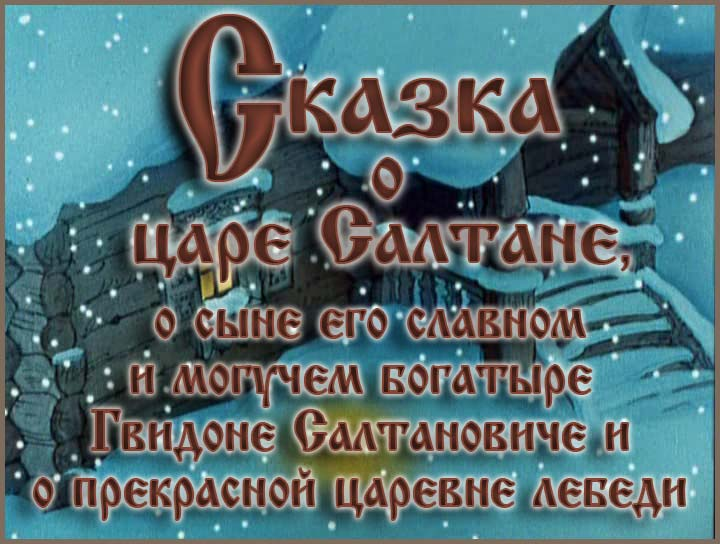 Сказка
о
царе Салтане,
о сыне его славном
и могучем богатыре
Гвидоне Салтановиче и
о прекрасной царевне лебеди